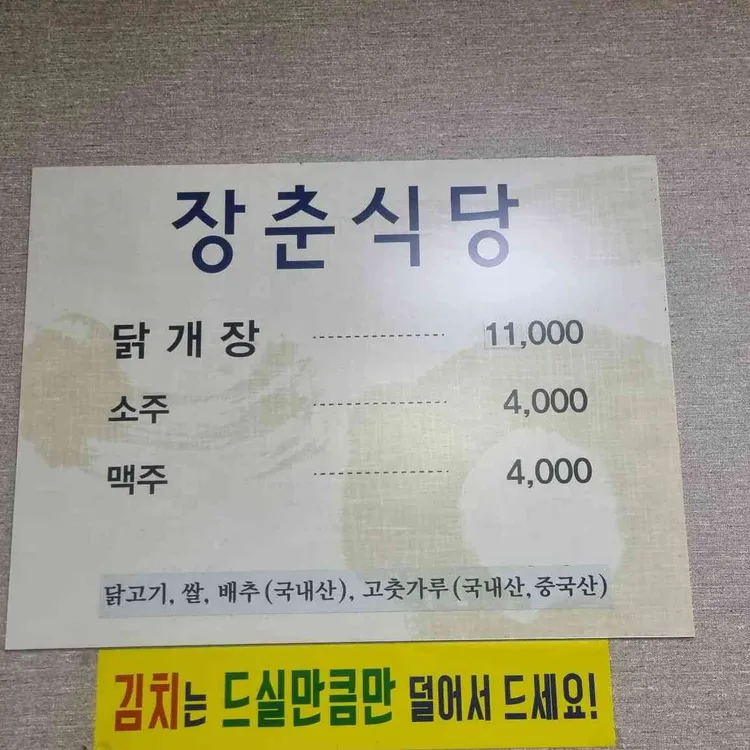 장춘식당
닭개장 11,000
소주 4,000
맥주 4,000
닭고기, 쌀, 배추(국내산), 고춧가루(국내산,중국산)
김치는 드실만큼만 덜어서 드세요!